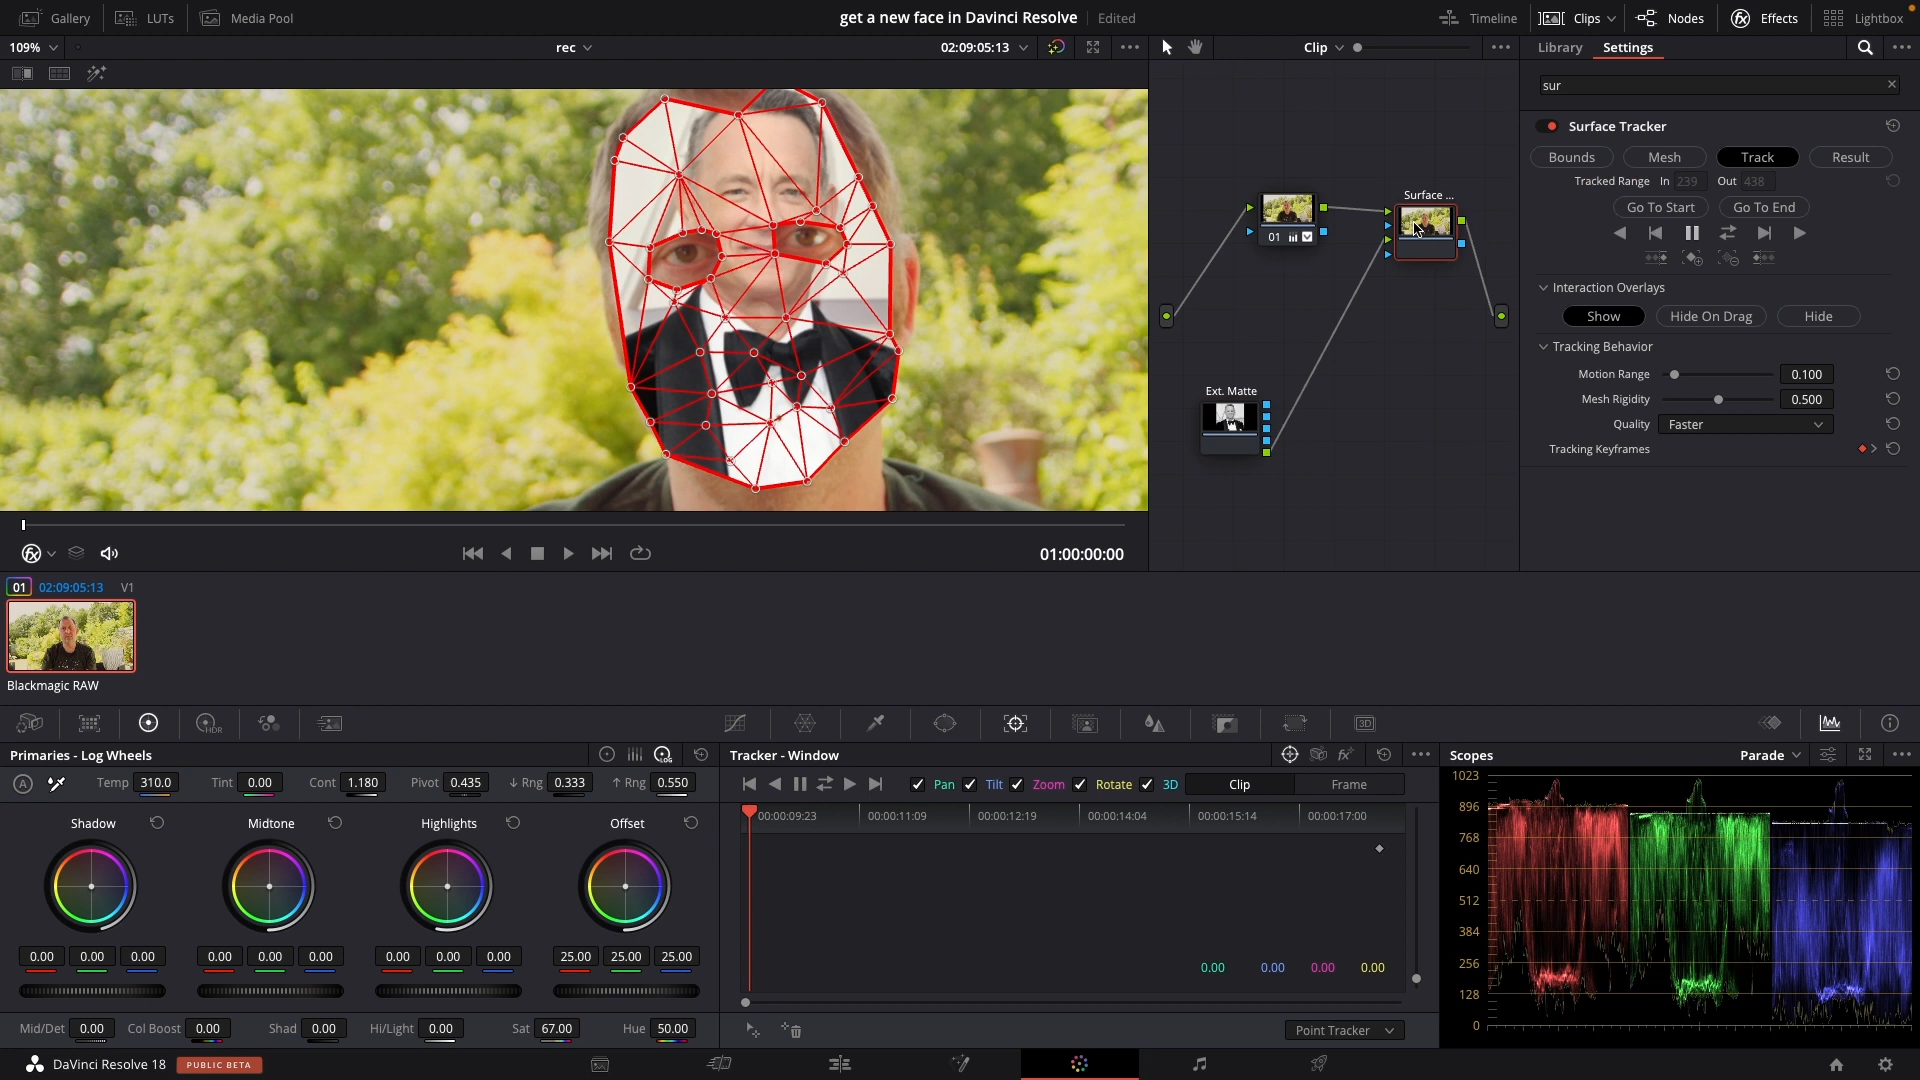 Gallery
LUTs
Media Pool
get a new face in Davinci Resolve
Edited
Timeline
Clips
Nodes
Effects
Lightbox
109%
rec
02:09:05:13
Clip
Library
Settings
sur
Surface Tracker
Bounds
Mesh
Track
Result
Tracked Range In 239 Out 438
Go To Start
Go To End
Interaction Overlays
Show
Hide On Drag
Hide
Tracking Behavior
Motion Range 0.100
Mesh Rigidity 0.500
Quality Faster
Tracking Keyframes
Surface ...
01
Ext. Matte
01:00:00:00
01 02:09:05:13 V1
Blackmagic RAW
HDR
3D
Primaries - Log Wheels
LOG
A
Temp 310.0 Tint 0.00 Cont 1.180 Pivot 0.435 ↓ Rng 0.333 ↑ Rng 0.550
Shadow
Midtone
Highlights
Offset
0.00 0.00 0.00
0.00 0.00 0.00
0.00 0.00 0.00
25.00 25.00 25.00
Mid/Det 0.00 Col Boost 0.00 Shad 0.00 Hi/Light 0.00 Sat 67.00 Hue 50.00
Tracker - Window
Pan Tilt Zoom Rotate 3D
Clip
Frame
00:00:09:23 00:00:11:09 00:00:12:19 00:00:14:04 00:00:15:14 00:00:17:00
0.00 0.00 0.00 0.00
Point Tracker
Scopes
Parade
1023
896
768
640
512
384
256
128
0
DaVinci Resolve 18 PUBLIC BETA